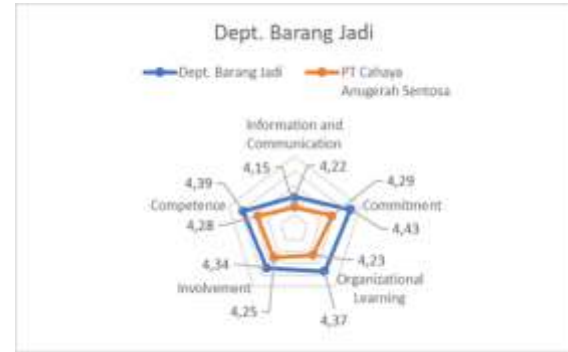 Dept. Barang Jadi
Dept. Barang Jadi
PT Cahaya
Anugerah Sentosa
Information and
Communication
4,15
4,22
4,39
4,29
Competence
Commitment
4,28
4,43
4,34
4,23
Involvement
Organizational
Learning
4,25
4,37